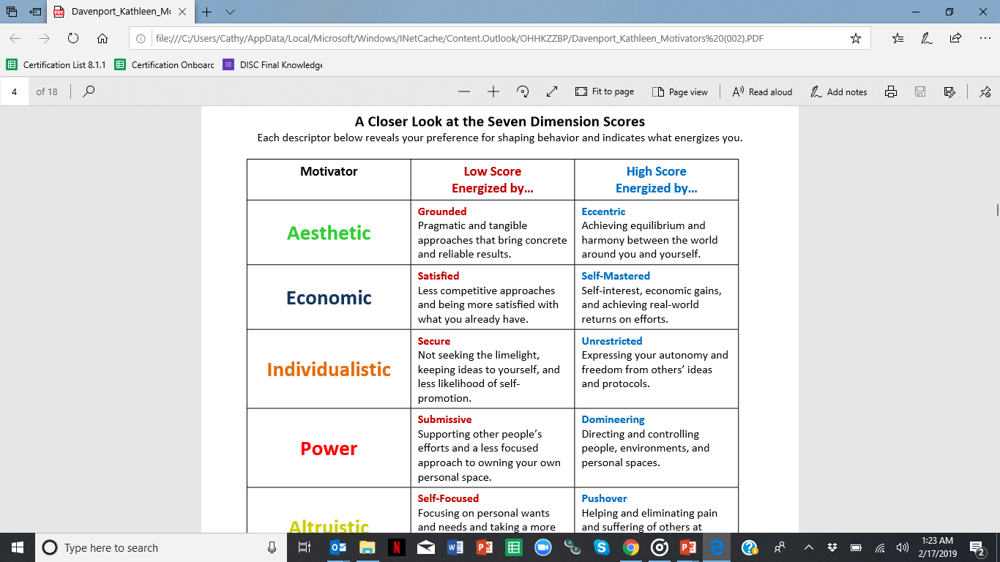 Davenport_Kathleen_Mo
file:///C:/Users/Cathy/AppData/Local/Microsoft/Windows/INetCache/Content.Outlook/OHHKZZBP/Davenport_Kathleen_Motivators%20(002).PDF
Certification List 8.1.1
Certification Onboarc
DISC Final Knowledge
4 of 18
Fit to page
Page view
Read aloud
Add notes
A Closer Look at the Seven Dimension Scores
Each descriptor below reveals your preference for shaping behavior and indicates what energizes you.
Motivator
Low Score
Energized by...
High Score
Energized by...
Aesthetic
Grounded
Pragmatic and tangible
approaches that bring concrete
and reliable results.
Eccentric
Achieving equilibrium and
harmony between the world
around you and yourself.
Economic
Satisfied
Less competitive approaches
and being more satisfied with
what you already have.
Self-Mastered
Self-interest, economic gains,
and achieving real-world
returns on efforts.
Individualistic
Secure
Not seeking the limelight,
keeping ideas to yourself, and
less likelihood of self-
promotion.
Unrestricted
Expressing your autonomy and
freedom from others’ ideas
and protocols.
Power
Submissive
Supporting other people’s
efforts and a less focused
approach to owning your own
personal space.
Domineering
Directing and controlling
people, environments, and
personal spaces.
Altruistic
Self-Focused
Focusing on personal wants
and needs and taking a more
Pushover
Helping and eliminating pain
and suffering of others at
Type here to search
1:23 AM
2/17/2019
2